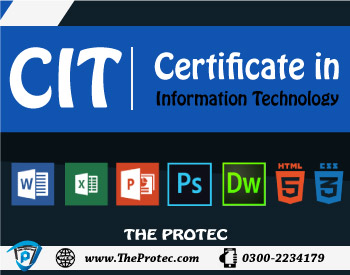 CIT
Certificate in
Information Technology
W
X
P
Ps
Dw
HTML
5
CSS
3
THE PROTEC
P
www.TheProtec.com
0300-2234179